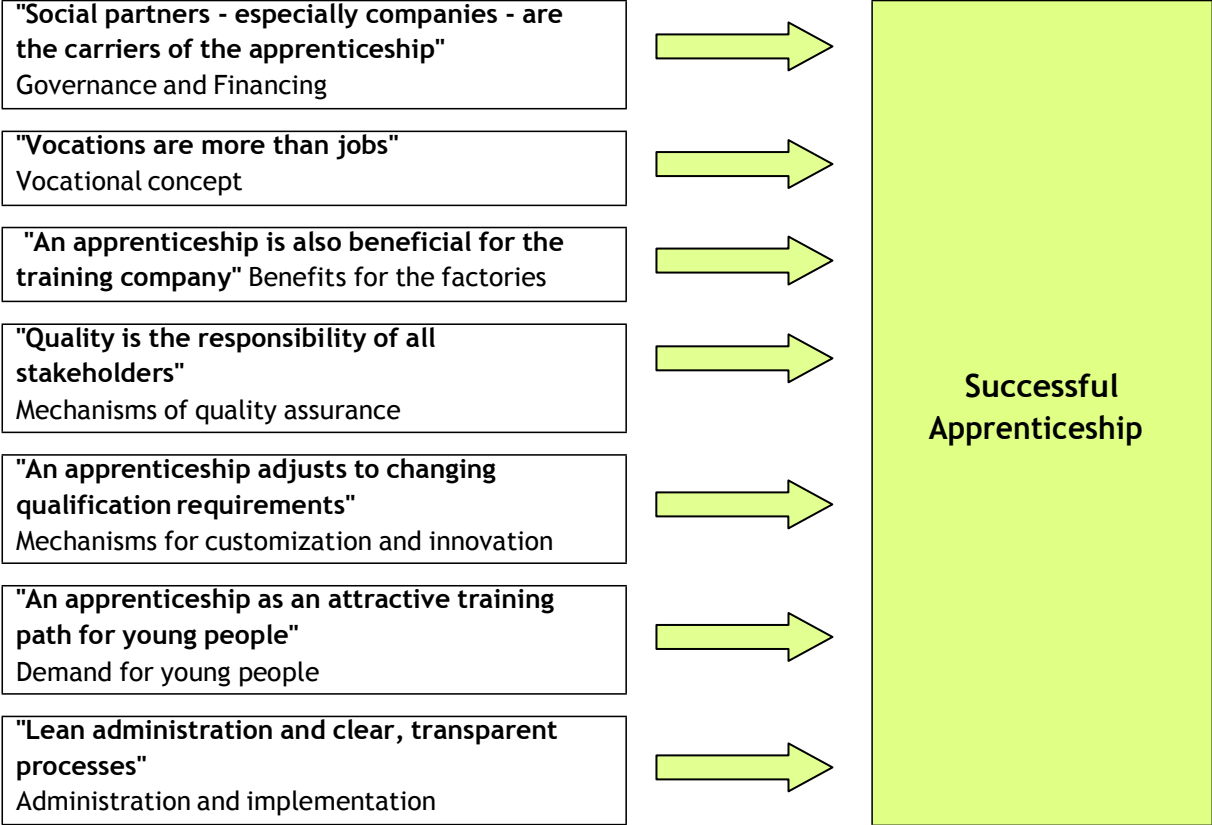 "Social partners - especially companies - are
the carriers of the apprenticeship"
Governance and Financing
"Vocations are more than jobs"
Vocational concept
"An apprenticeship is also beneficial for the
training company" Benefits for the factories
"Quality is the responsibility of all
stakeholders"
Mechanisms of quality assurance
"An apprenticeship adjusts to changing
qualification requirements"
Mechanisms for customization and innovation
"An apprenticeship as an attractive training
path for young people"
Demand for young people
"Lean administration and clear, transparent
processes"
Administration and implementation
Successful
Apprenticeship